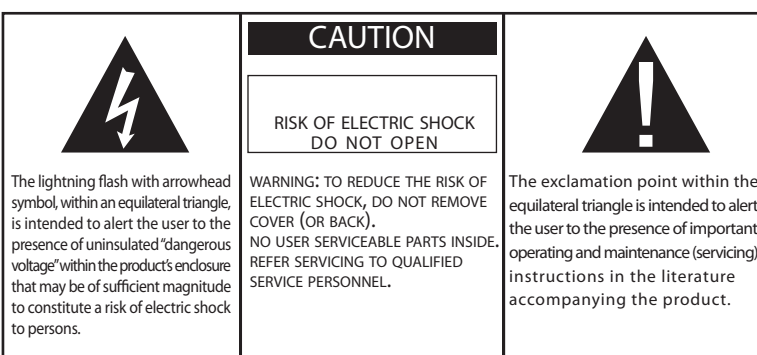 The lightning flash with arrowhead
symbol, within an equilateral triangle,
is intended to alert the user to the
presence of uninsulated “dangerous
voltage” within the product’s enclosure
that may be of sufficient magnitude
to constitute a risk of electric shock
to persons.
CAUTION
RISK OF ELECTRIC SHOCK
DO NOT OPEN
WARNING: TO REDUCE THE RISK OF
ELECTRIC SHOCK, DO NOT REMOVE
COVER (OR BACK).
NO USER SERVICEABLE PARTS INSIDE.
REFER SERVICING TO QUALIFIED
SERVICE PERSONNEL.
!
The exclamation point within the
equilateral triangle is intended to alert
the user to the presence of important
operating and maintenance (servicing)
instructions in the literature
accompanying the product.